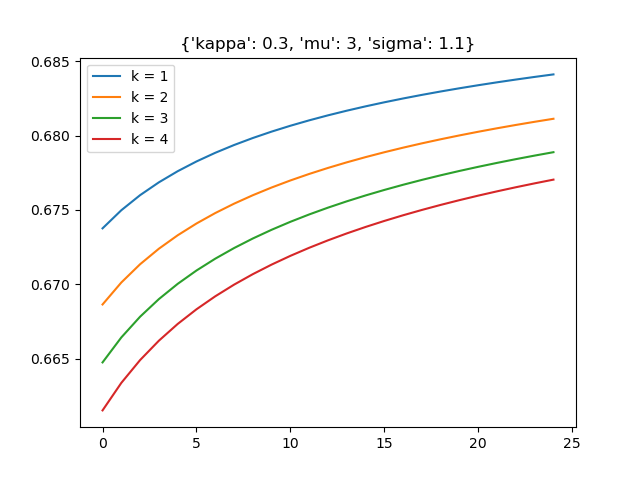 {'kappa': 0.3, 'mu': 3, 'sigma': 1.1}
0.685
0.680
0.675
0.670
0.665
k = 1
k = 2
k = 3
k = 4
0 5 10 15 20 25